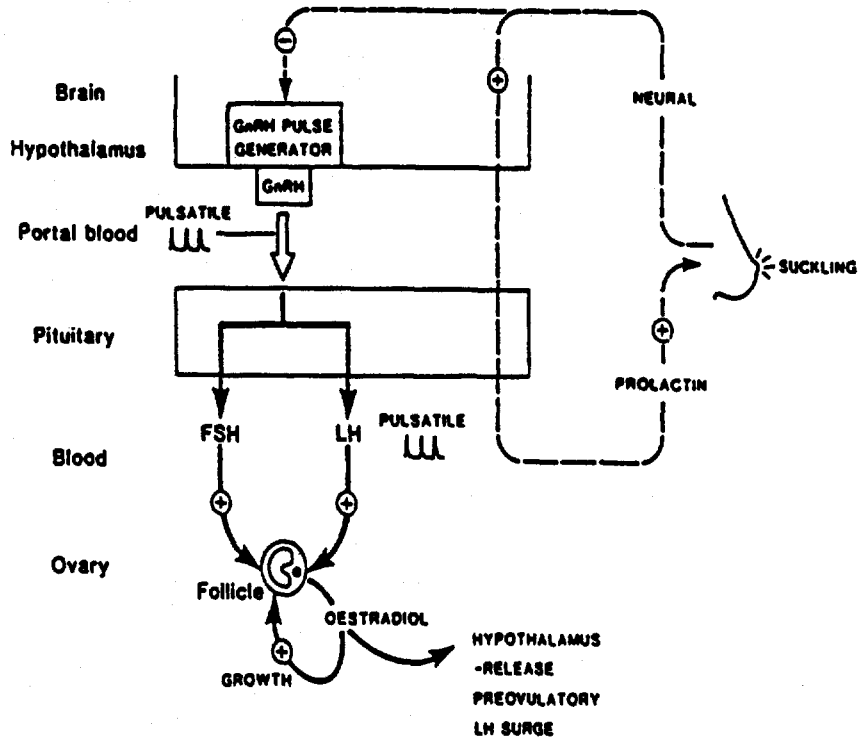 Brain
NEURAL
GnRH PULSE
GENERATOR
Hypothalamus
GnRH
PULSATILE
Portal blood
SUCKLING
Pituitary
PROLACTIN
PULSATILE
FSH
LH
Blood
Ovary
Follicle
OESTRADIOL
GROWTH
HYPOTHALAMUS
-RELEASE
PREOVULATORY
LH SURGE